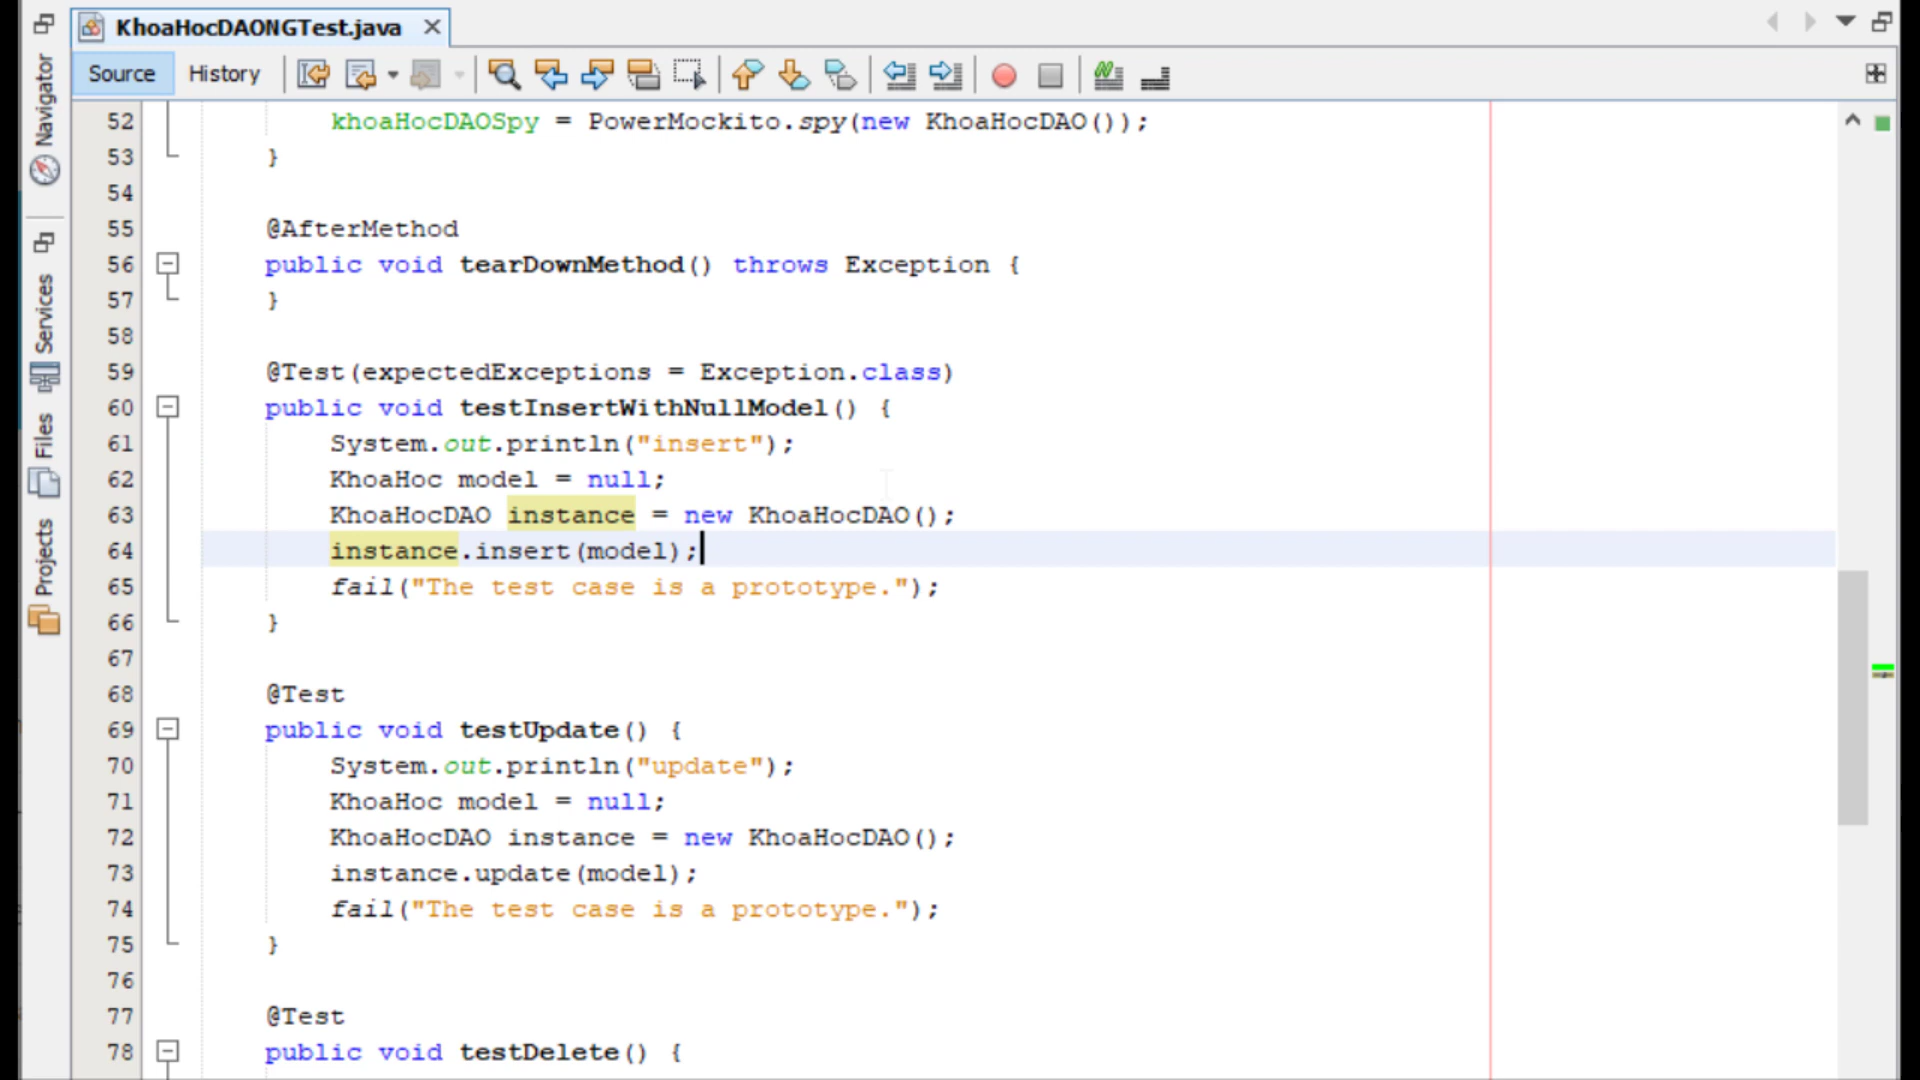 KhoaHocDAONGTest.java
Source History
Navigator
Services
Files
Projects
52 khoaHocDAOSpy = PowerMockito.spy(new KhoaHocDAO());
53 }
54
55 @AfterMethod
56 public void tearDownMethod() throws Exception {
57 }
58
59 @Test(expectedExceptions = Exception.class)
60 public void testInsertWithNullModel() {
61 System.out.println("insert");
62 KhoaHoc model = null;
63 KhoaHocDAO instance = new KhoaHocDAO();
64 instance.insert(model);
65 fail("The test case is a prototype.");
66 }
67
68 @Test
69 public void testUpdate() {
70 System.out.println("update");
71 KhoaHoc model = null;
72 KhoaHocDAO instance = new KhoaHocDAO();
73 instance.update(model);
74 fail("The test case is a prototype.");
75 }
76
77 @Test
78 public void testDelete() {